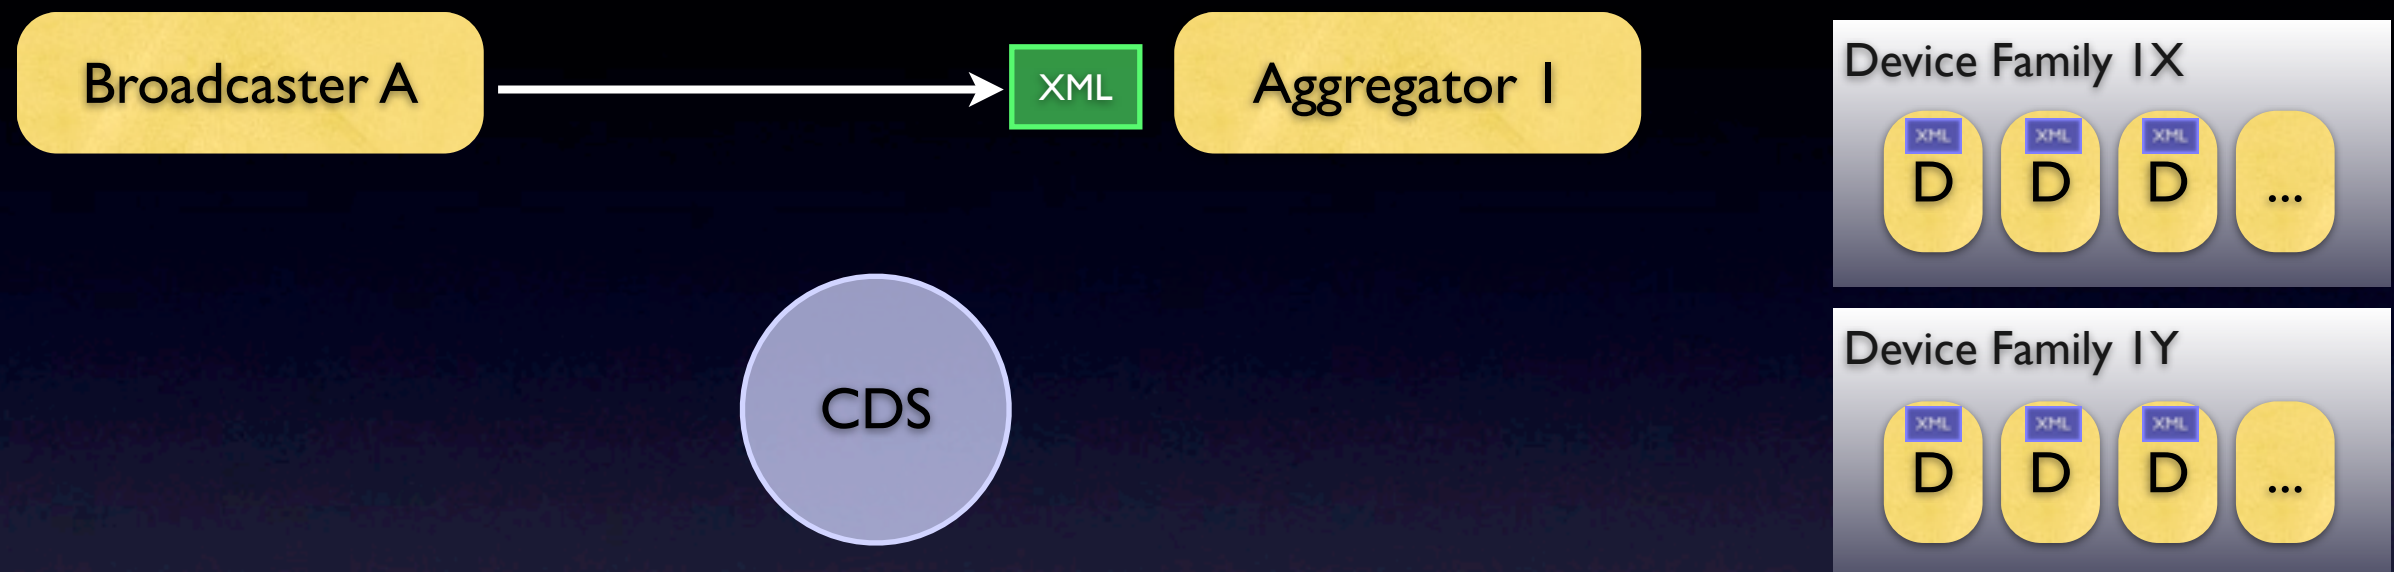 Broadcaster A
XML
Aggregator 1
Device Family 1X
XML
XML
XML
D
D
D
...
CDS
Device Family 1Y
XML
XML
XML
D
D
D
...